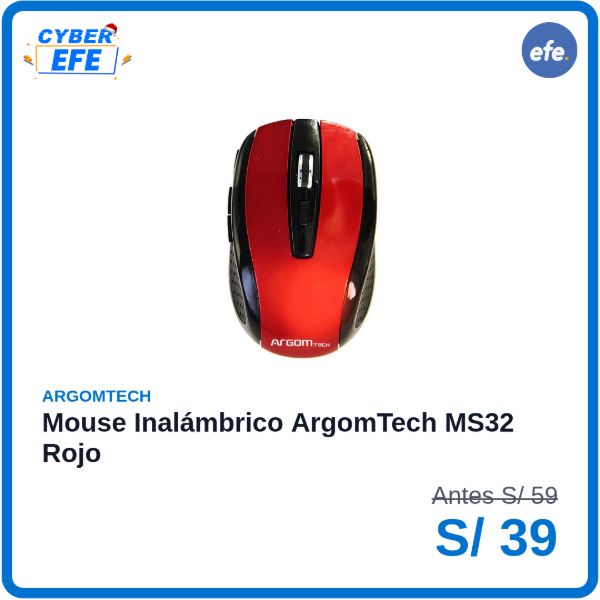 CYBER
EFE
efe.
ARGOMTECH
ARGOMTECH
Mouse Inalámbrico ArgomTech MS32
Rojo
Antes S/ 59
S/ 39